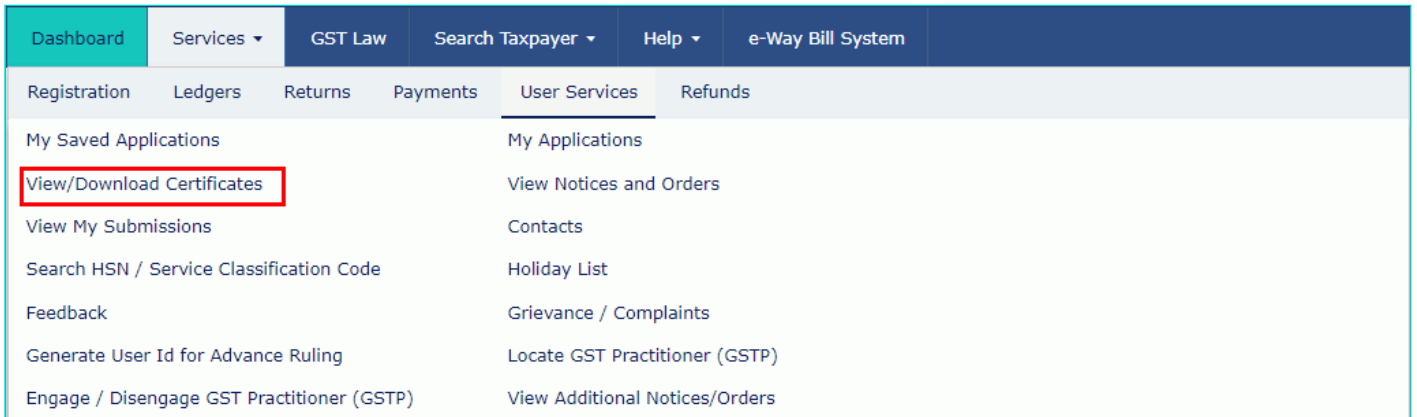 Dashboard Services GST Law Search Taxpayer Help e-Way Bill System
Registration Ledgers Returns Payments User Services Refunds
My Saved Applications My Applications
View/Download Certificates View Notices and Orders
View My Submissions Contacts
Search HSN / Service Classification Code Holiday List
Feedback Grievance / Complaints
Generate User Id for Advance Ruling Locate GST Practitioner (GSTP)
Engage / Disengage GST Practitioner (GSTP) View Additional Notices/Orders